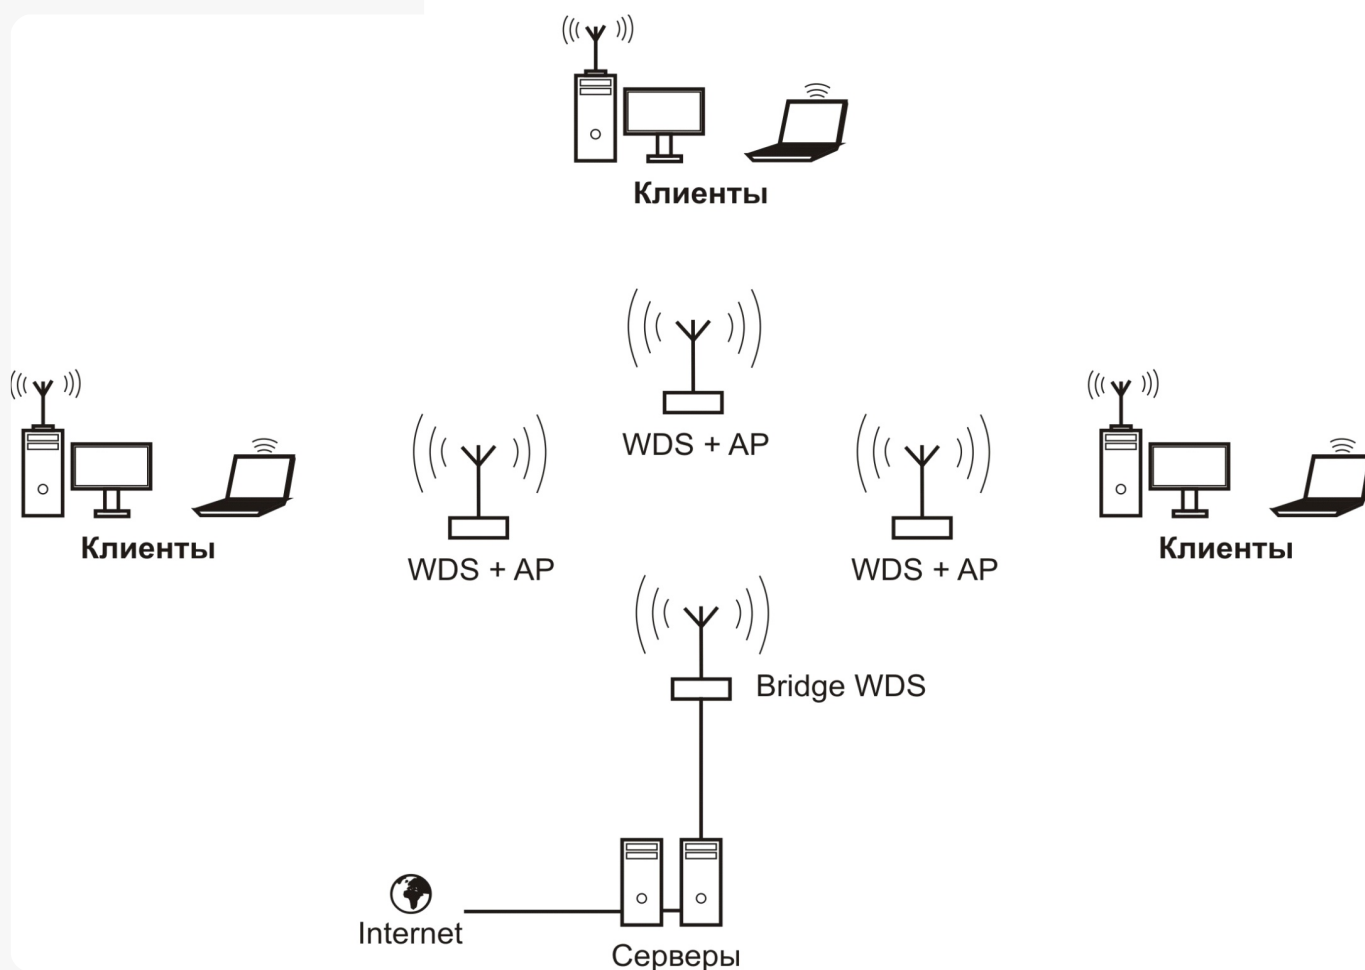 Клиенты
WDS + AP
Клиенты
WDS + AP
WDS + AP
Клиенты
Bridge WDS
Internet
Серверы